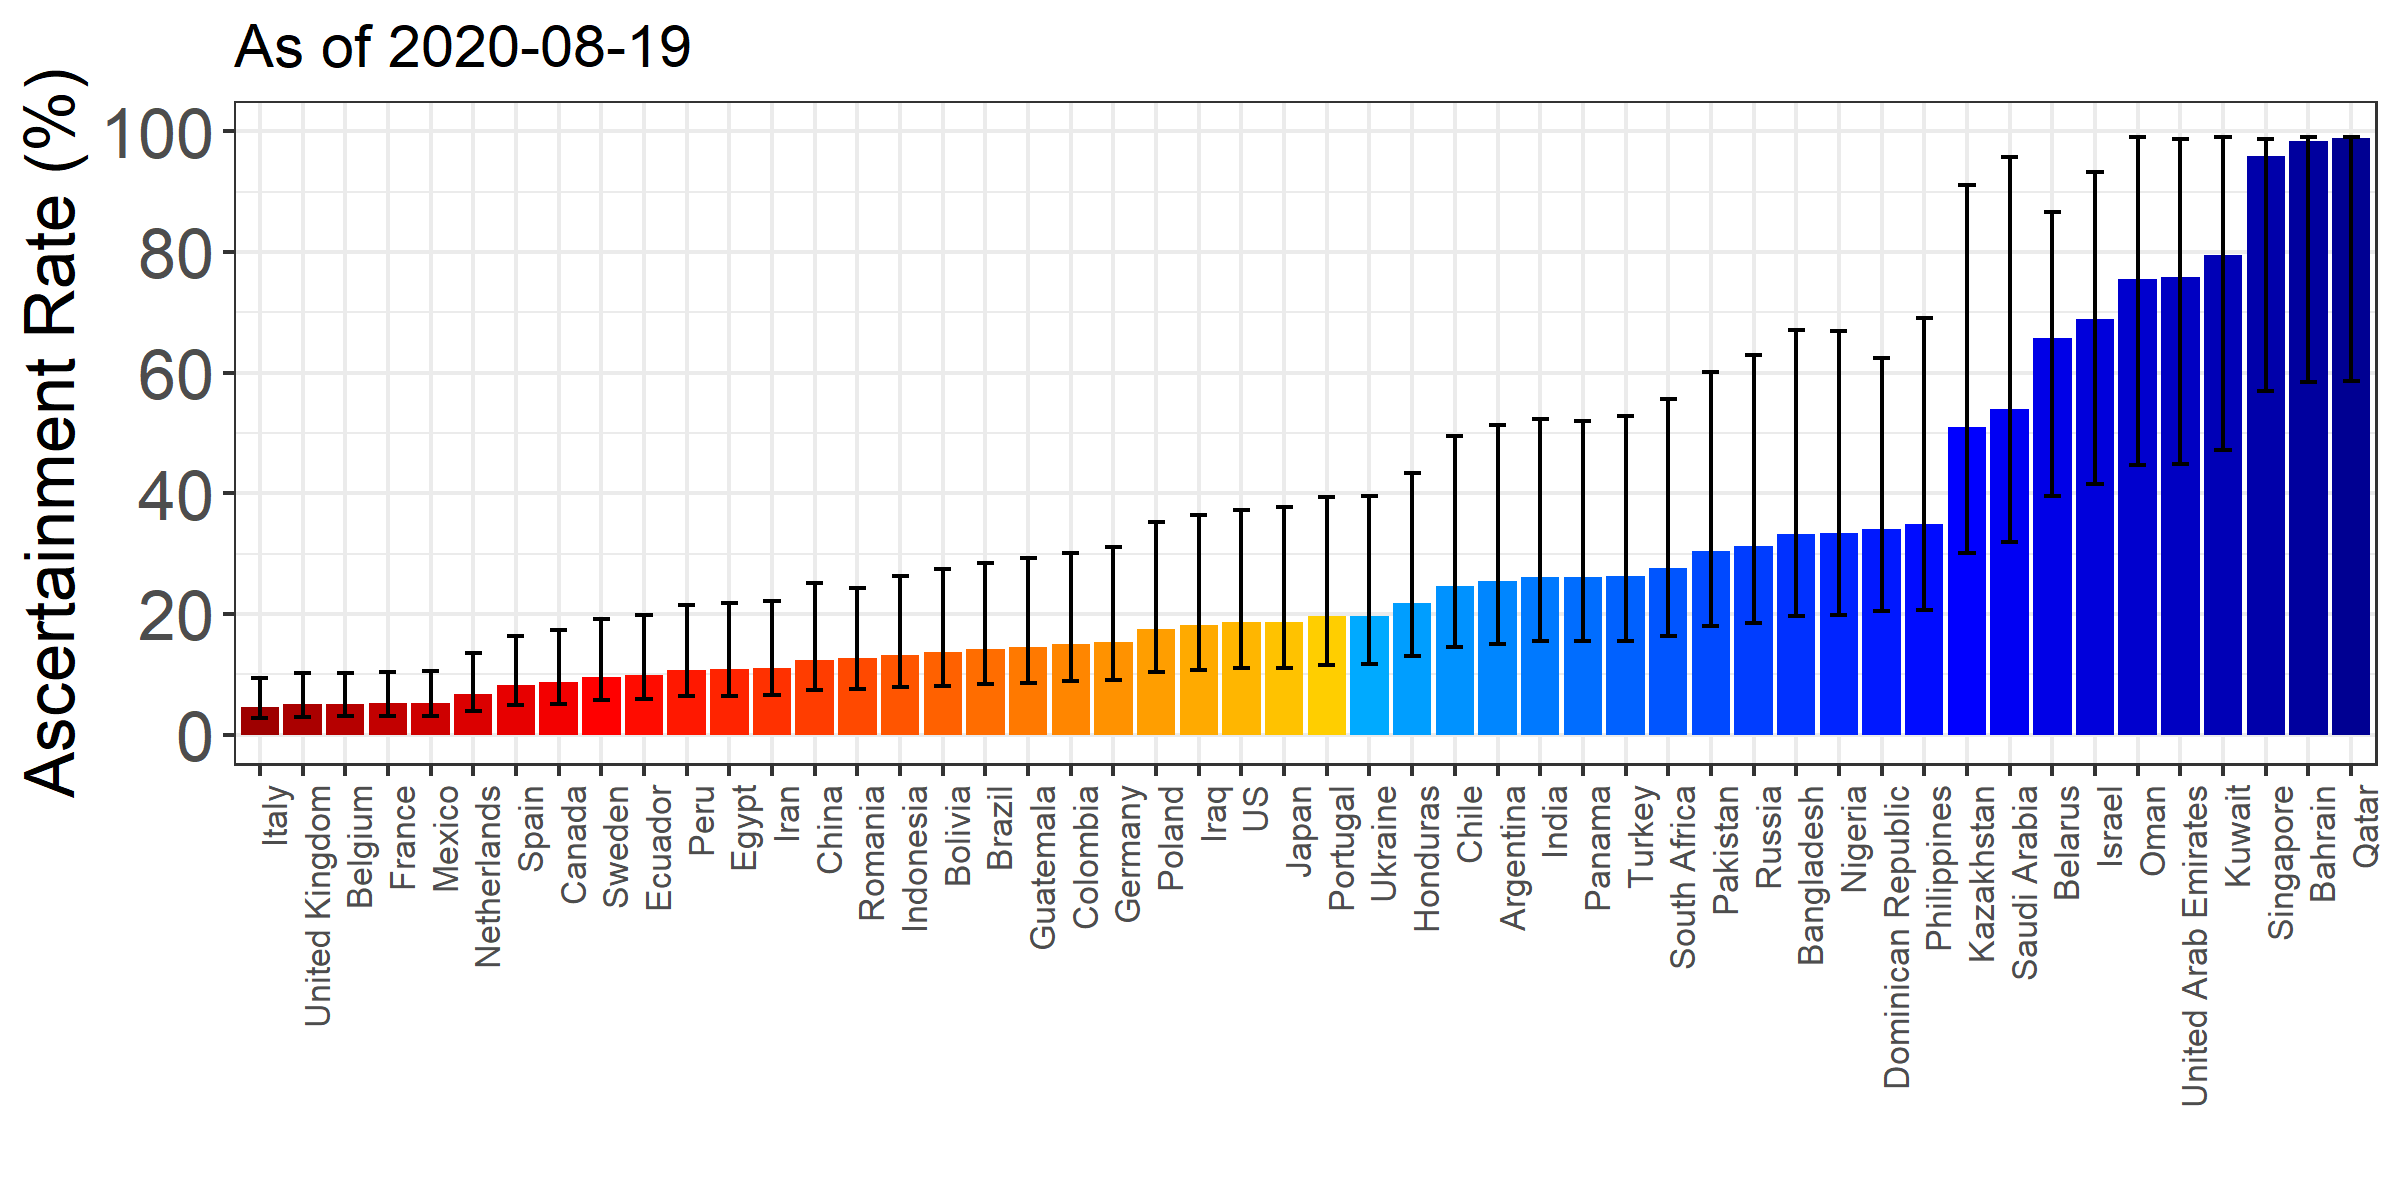 As of 2020-08-19
Ascertainment Rate (%)
100
80
60
40
20
0
Italy
United Kingdom
Belgium
France
Mexico
Netherlands
Spain
Canada
Sweden
Ecuador
Peru
Egypt
Iran
China
Romania
Indonesia
Bolivia
Brazil
Guatemala
Colombia
Germany
Poland
Iraq
US
Japan
Portugal
Ukraine
Honduras
Chile
Argentina
India
Panama
Turkey
South Africa
Pakistan
Russia
Bangladesh
Nigeria
Dominican Republic
Philippines
Kazakhstan
Saudi Arabia
Belarus
Israel
Oman
United Arab Emirates
Kuwait
Singapore
Bahrain
Qatar